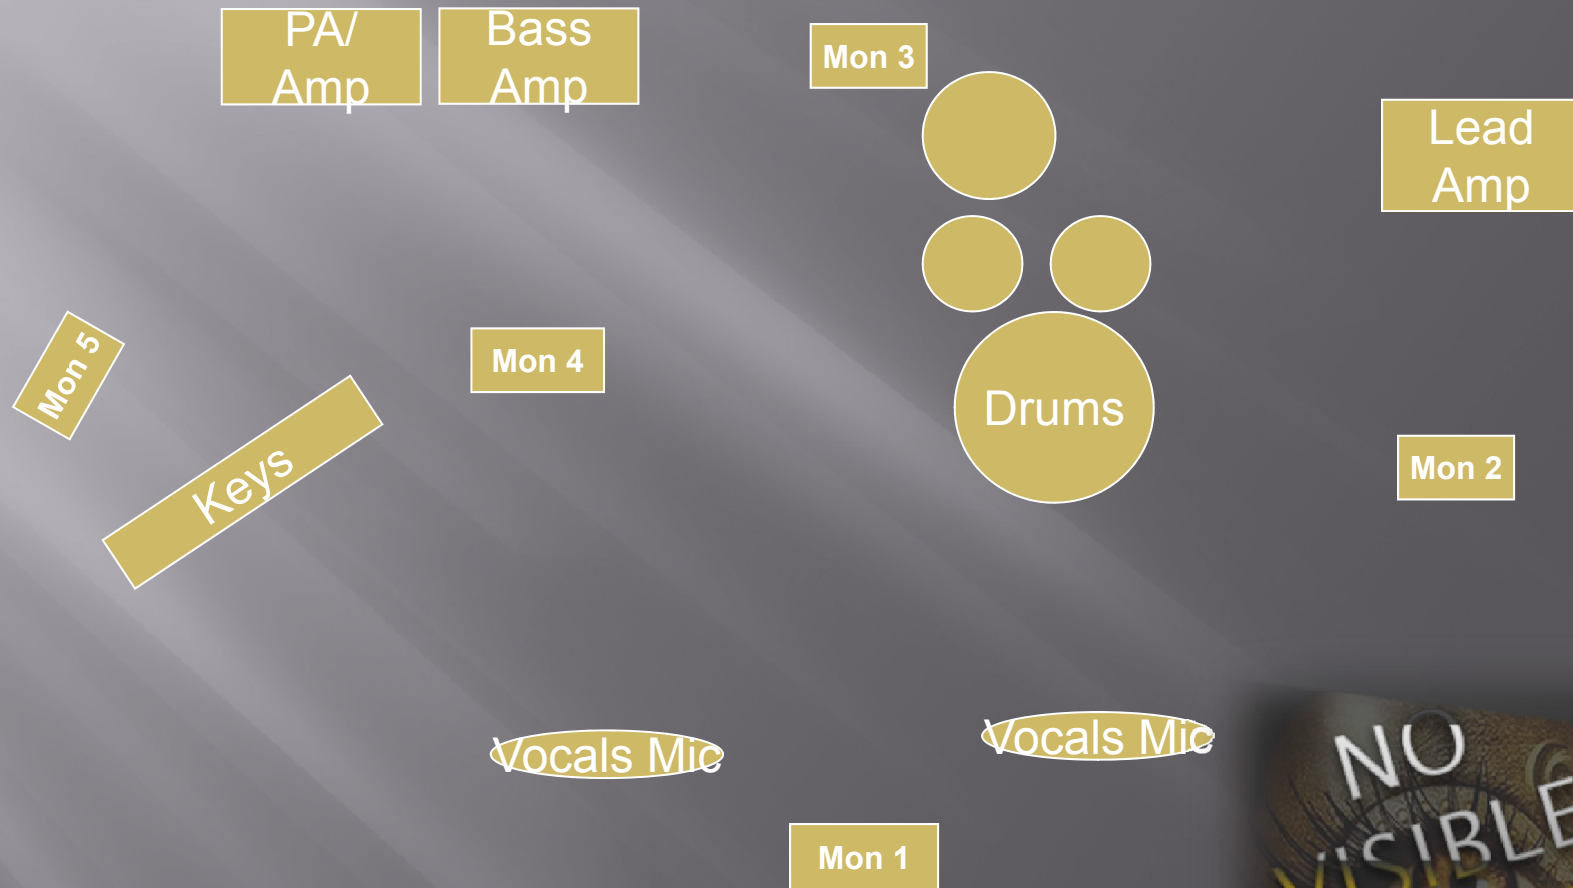 PA/
Amp
Bass
Amp
Mon 3
Lead
Amp
Mon 5
Mon 4
Drums
Keys
Mon 2
Vocals Mic
Vocals Mic
Mon 1
NO
VISIBLE